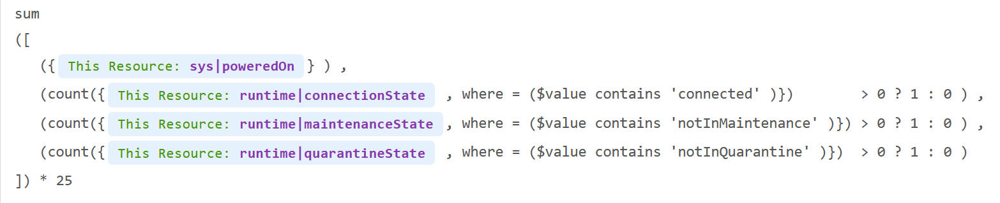 sum
([
({ This Resource: sys|poweredOn } ) ,
(count({ This Resource: runtime|connectionState , where = ($value contains 'connected' )}) > 0 ? 1 : 0 ) ,
(count({ This Resource: runtime|maintenanceState , where = ($value contains 'notInMaintenance' )}) > 0 ? 1 : 0 ) ,
(count({ This Resource: runtime|quarantineState , where = ($value contains 'notInQuarantine' )}) > 0 ? 1 : 0 )
]) * 25